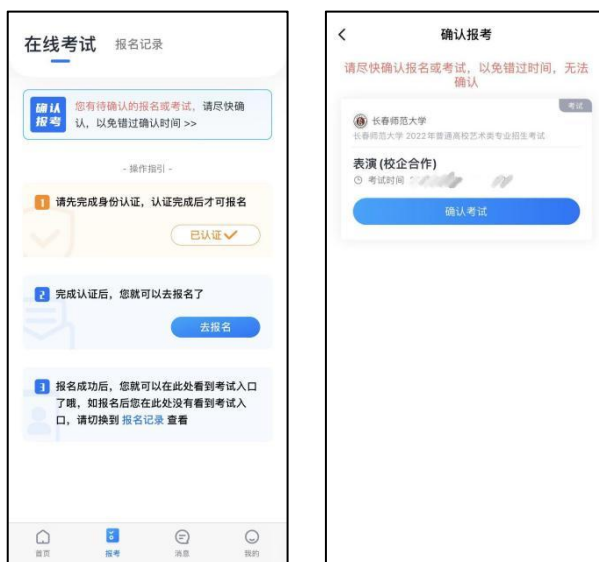 在线考试 报名记录
确认
报考
您有待确认的报名或考试，请尽快确
认，以免错过确认时间 >>
- 操作指引 -
1 请先完成身份认证，认证完成后才可报名
已认证
2 完成认证后，您就可以去报名了
去报名
3 报名成功后，您就可以在此处看到考试入口
了哦，如报名后您在此处没有看到考试入
口，请切换到 报名记录 查看
首页 报考 消息 我的
确认报考
请尽快确认报名或考试，以免错过时间，无法
确认
考试
长春师范大学
长春师范大学 2022年普通高校艺术类专业招生考试
表演 (校企合作)
考试时间
确认考试